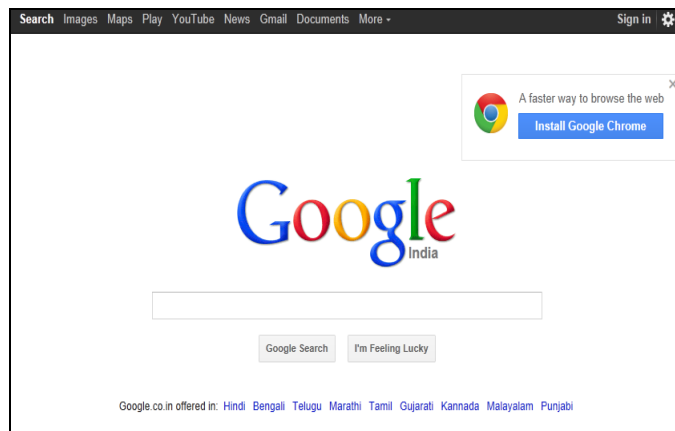 Search Images Maps Play YouTube News Gmail Documents More Sign in
A faster way to browse the web
Install Google Chrome
Google
India
Google Search I'm Feeling Lucky
Google.co.in offered in: Hindi Bengali Telugu Marathi Tamil Gujarati Kannada Malayalam Punjabi